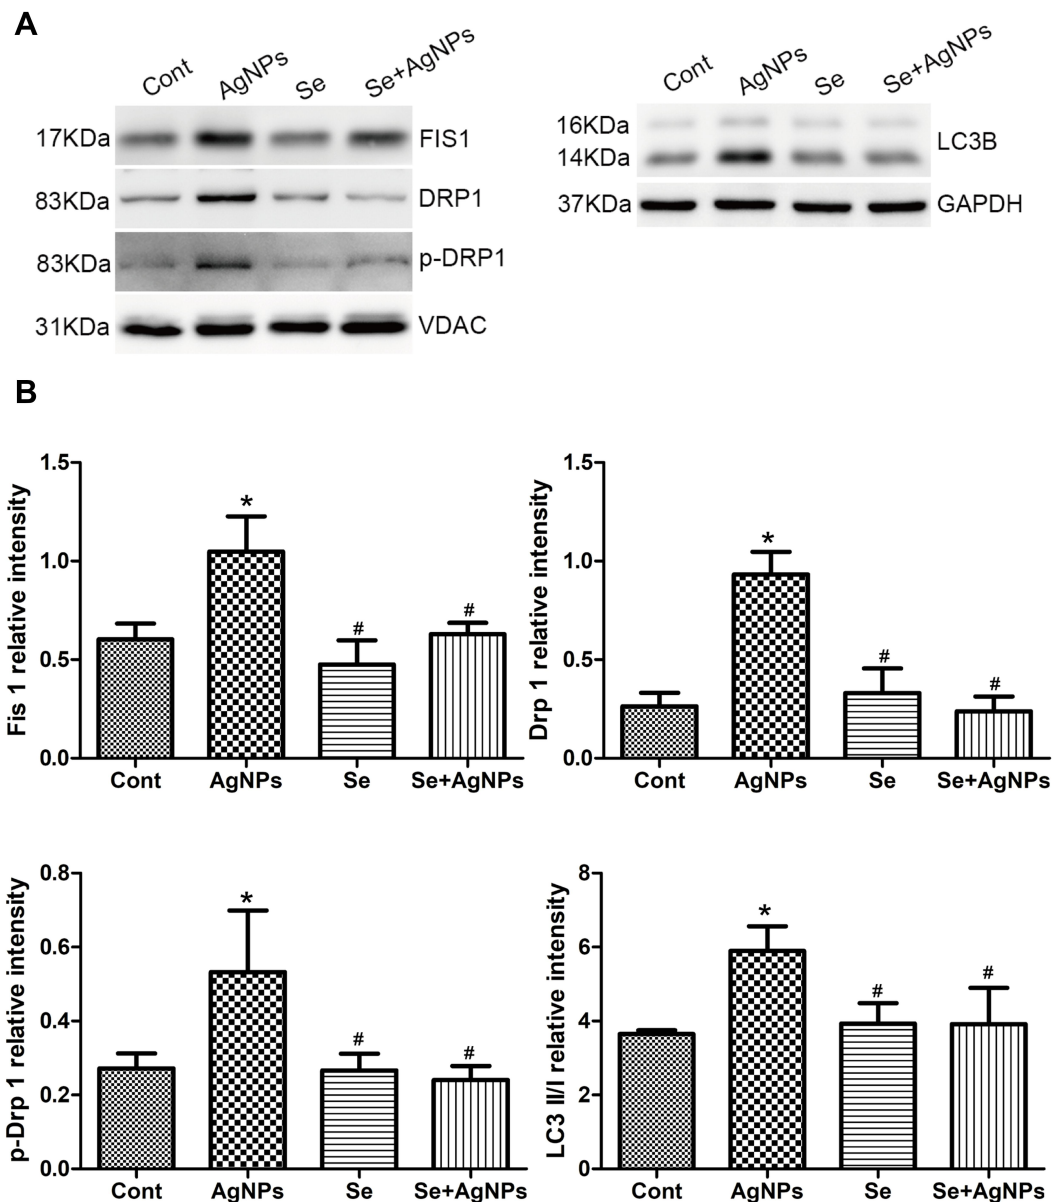 A
Cont AgNPs Se Se+AgNPs
17KDa FIS1
83KDa DRP1
83KDa p-DRP1
31KDa VDAC
Cont AgNPs Se Se+AgNPs
16KDa
LC3B
14KDa
37KDa GAPDH
B
Fis 1 relative intensity
1.5
1.0
0.5
0.0
*
#
#
Cont AgNPs Se Se+AgNPs
Drp 1 relative intensity
1.5
1.0
0.5
0.0
*
#
#
Cont AgNPs Se Se+AgNPs
p-Drp 1 relative intensity
0.8
0.6
0.4
0.2
0.0
*
#
#
Cont AgNPs Se Se+AgNPs
LC3 II/I relative intensity
8
6
4
2
0
*
#
#
Cont AgNPs Se Se+AgNPs